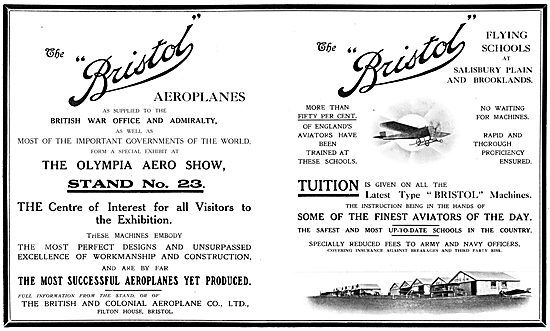 The "Bristol"
AEROPLANES
AS SUPPLIED TO THE
BRITISH WAR OFFICE AND ADMIRALTY,
AS WELL AS
MOST OF THE IMPORTANT GOVERNMENTS OF THE WORLD.
FORM A SPECIAL EXHIBIT AT
THE OLYMPIA AERO SHOW,
STAND No. 23.
THE Centre of Interest for all Visitors to
the Exhibition.
THESE MACHINES EMBODY
THE MOST PERFECT DESIGNS AND UNSURPASSED
EXCELLENCE OF WORKMANSHIP AND CONSTRUCTION,
AND ARE BY FAR
THE MOST SUCCESSFUL AEROPLANES YET PRODUCED.
FULL INFORMATION FROM THE STAND, OR OF
THE BRITISH AND COLONIAL AEROPLANE CO., LTD.,
FILTON HOUSE, BRISTOL.
The "Bristol"
FLYING
SCHOOLS
AT
SALISBURY PLAIN
AND BROOKLANDS.
MORE THAN
FIFTY PER CENT.
OF ENGLAND'S
AVIATORS HAVE
BEEN
TRAINED AT
THESE SCHOOLS.
NO WAITING
FOR MACHINES.
RAPID AND
THOROUGH
PROFICIENCY
ENSURED.
TUITION IS GIVEN ON ALL THE
Latest Type "BRISTOL" Machines.
THE INSTRUCTION BEING IN THE HANDS OF
SOME OF THE FINEST AVIATORS OF THE DAY.
THE SAFEST AND MOST UP-TO-DATE SCHOOLS IN THE COUNTRY.
SPECIALLY REDUCED FEES TO ARMY AND NAVY OFFICERS,
COVERING INSURANCE AGAINST BREAKAGES AND THIRD PARTY RISK.